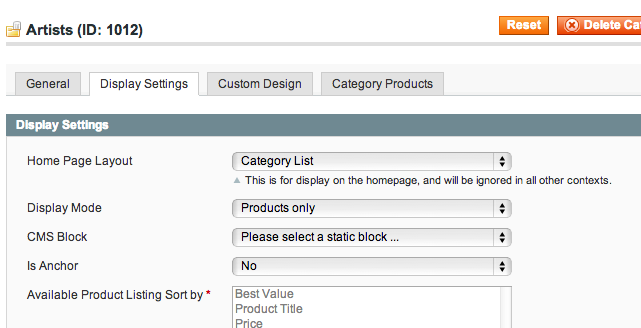 Artists (ID: 1012)
Reset
Delete Ca
General
Display Settings
Custom Design
Category Products
Display Settings
Home Page Layout
Category List
This is for display on the homepage, and will be ignored in all other contexts.
Display Mode
Products only
CMS Block
Please select a static block ...
Is Anchor
No
Available Product Listing Sort by *
Best Value
Product Title
Price